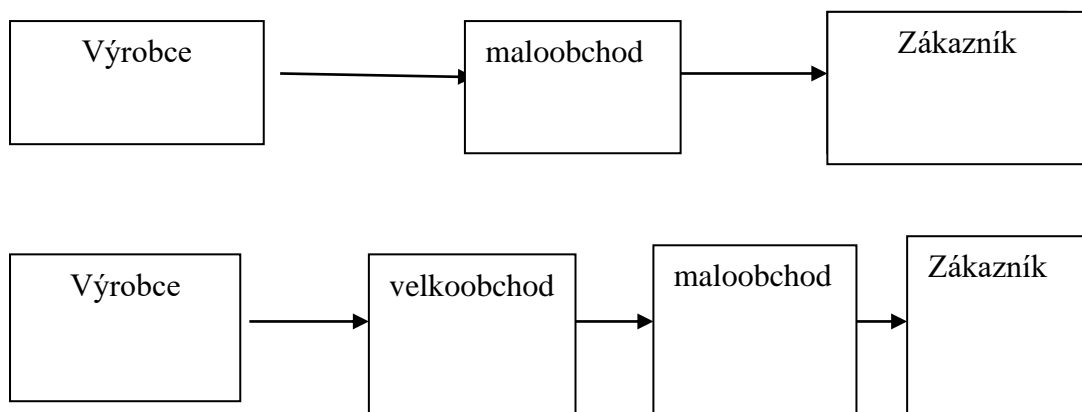 Výrobce
maloobchod
Zákazník
Výrobce
velkoobchod
maloobchod
Zákazník